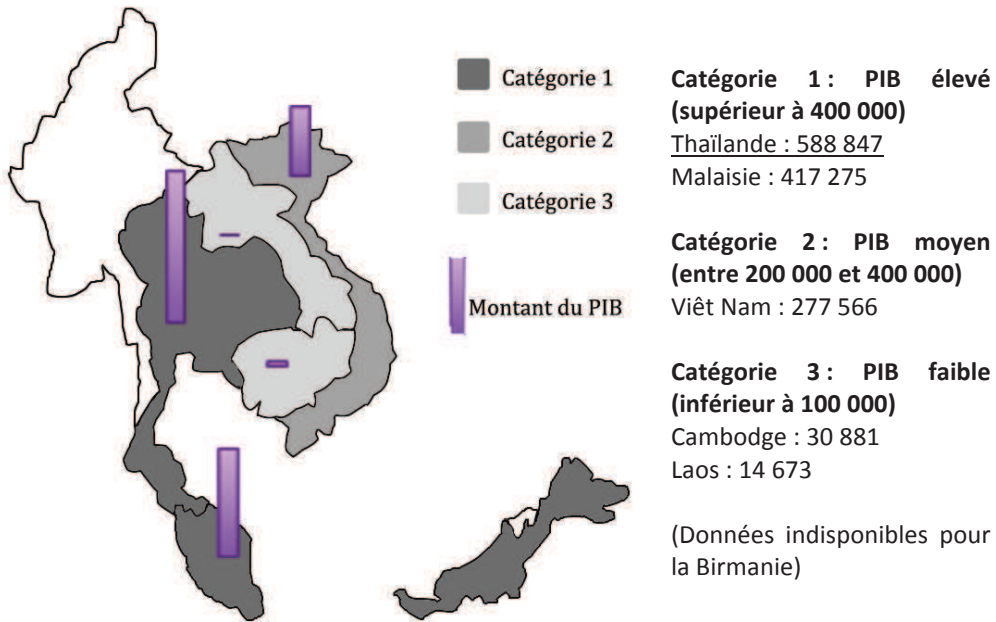 Catégorie 1
Catégorie 2
Catégorie 3
Montant du PIB
Catégorie 1 : PIB élevé
(supérieur à 400 000)
Thaïlande : 588 847
Malaisie : 417 275
Catégorie 2 : PIB moyen
(entre 200 000 et 400 000)
Viêt Nam : 277 566
Catégorie 3 : PIB faible
(inférieur à 100 000)
Cambodge : 30 881
Laos : 14 673
(Données indisponibles pour
la Birmanie)